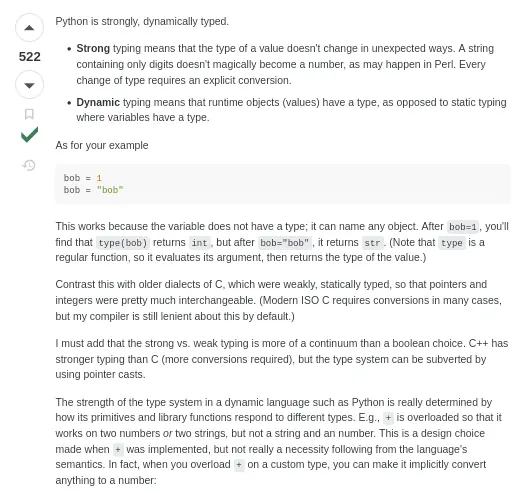 Python is strongly, dynamically typed.
522
• Strong typing means that the type of a value doesn't change in unexpected ways. A string
containing only digits doesn't magically become a number, as may happen in Perl. Every
change of type requires an explicit conversion.
• Dynamic typing means that runtime objects (values) have a type, as opposed to static typing
where variables have a type.
As for your example
bob = 1
bob = "bob"
This works because the variable does not have a type; it can name any object. After bob=1, you'll
find that type(bob) returns int, but after bob="bob", it returns str. (Note that type is a
regular function, so it evaluates its argument, then returns the type of the value.)
Contrast this with older dialects of C, which were weakly, statically typed, so that pointers and
integers were pretty much interchangeable. (Modern ISO C requires conversions in many cases,
but my compiler is still lenient about this by default.)
I must add that the strong vs. weak typing is more of a continuum than a boolean choice. C++ has
stronger typing than C (more conversions required), but the type system can be subverted by
using pointer casts.
The strength of the type system in a dynamic language such as Python is really determined by
how its primitives and library functions respond to different types. E.g., + is overloaded so that it
works on two numbers or two strings, but not a string and an number. This is a design choice
made when + was implemented, but not really a necessity following from the language's
semantics. In fact, when you overload + on a custom type, you can make it implicitly convert
anything to a number: